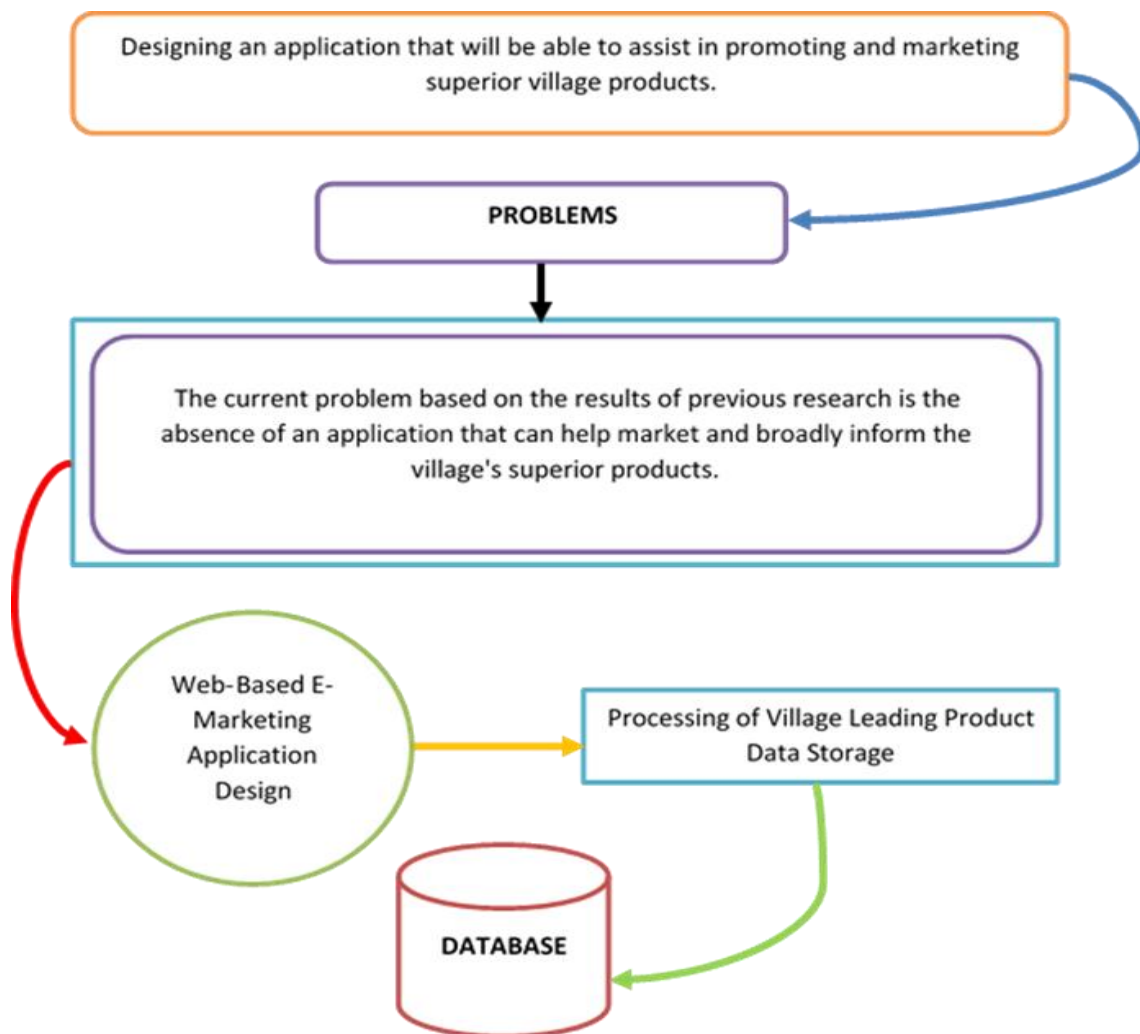 Designing an application that will be able to assist in promoting and marketing
superior village products.
PROBLEMS
The current problem based on the results of previous research is the
absence of an application that can help market and broadly inform the
village's superior products.
Web-Based E-
Marketing
Application
Design
Processing of Village Leading Product
Data Storage
DATABASE